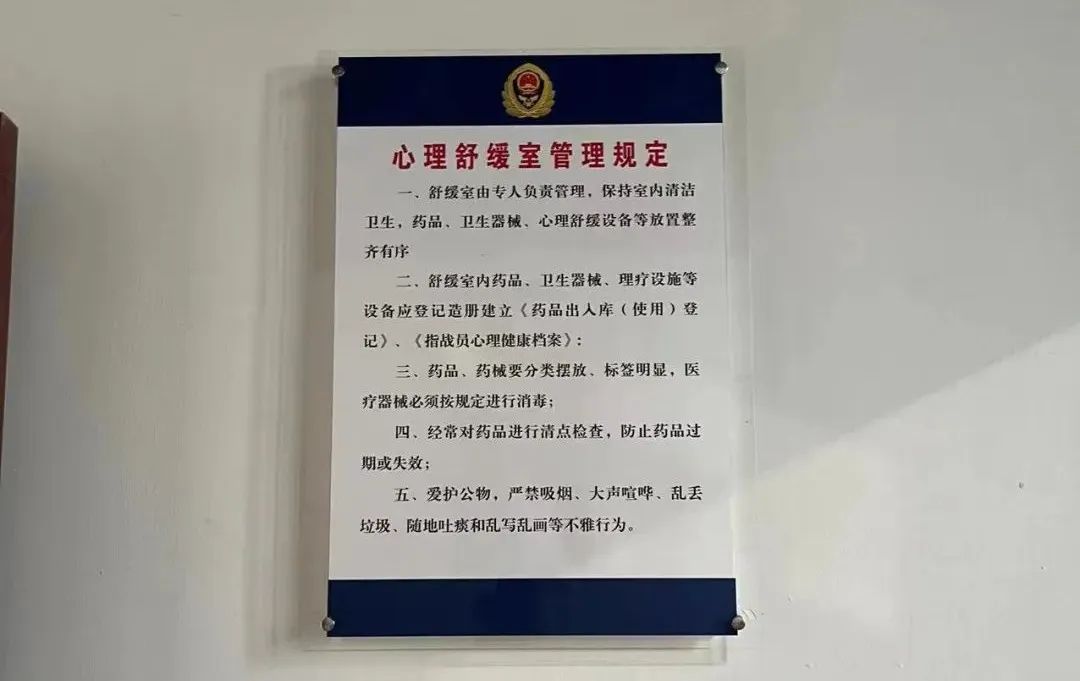 心理舒缓室管理规定
一、舒缓室由专人负责管理，保持室内清洁
卫生，药品、卫生器械、心理舒缓设备等放置整
齐有序
二、舒缓室内药品、卫生器械、理疗设施等
设备应登记造册建立《药品出入库（使用）登
记》、《指战员心理健康档案》：
三、药品、药械要分类摆放、标签明显，医
疗器械必须按规定进行消毒；
四、经常对药品进行清点检查，防止药品过
期或失效；
五、爱护公物，严禁吸烟、大声喧哗、乱丢
垃圾、随地吐痰和乱写乱画等不雅行为。